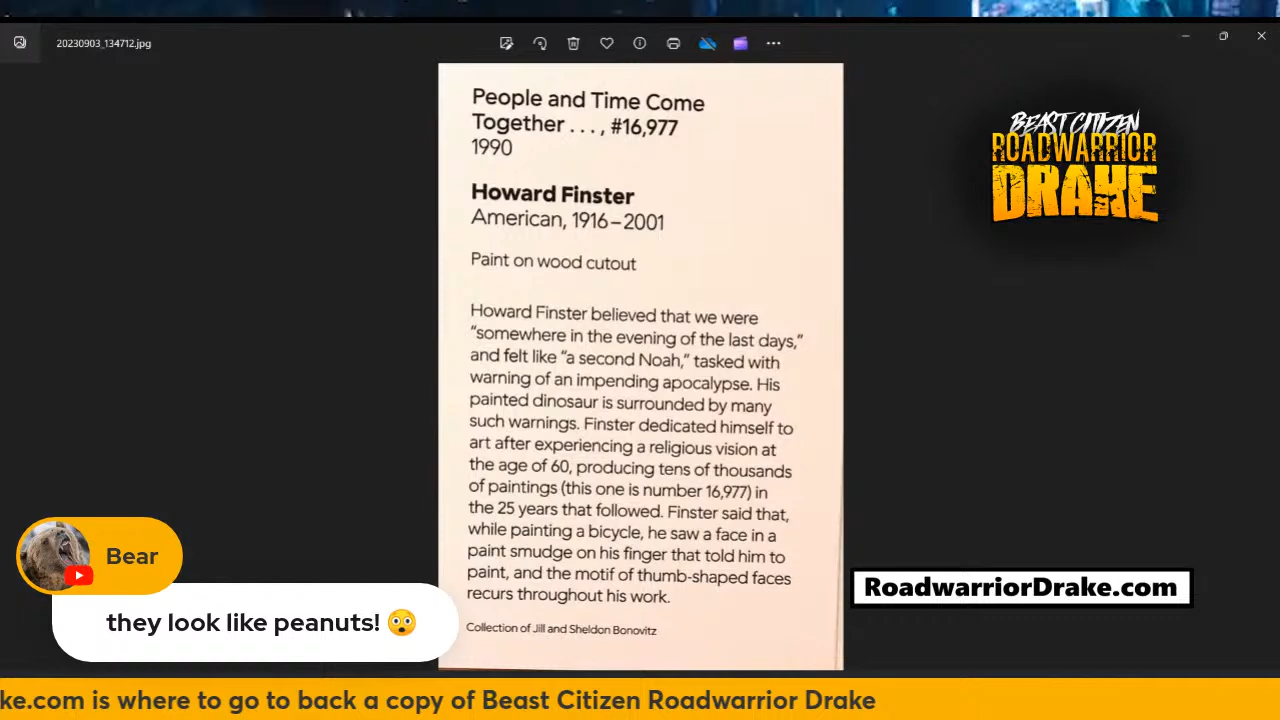 20230903_134712.jpg
People and Time Come
Together . . . , #16,977
1990
Howard Finster
American, 1916–2001
Paint on wood cutout
Howard Finster believed that we were
“somewhere in the evening of the last days,”
and felt like “a second Noah,” tasked with
warning of an impending apocalypse. His
painted dinosaur is surrounded by many
such warnings. Finster dedicated himself to
art after experiencing a religious vision at
the age of 60, producing tens of thousands
of paintings (this one is number 16,977) in
the 25 years that followed. Finster said that,
while painting a bicycle, he saw a face in a
paint smudge on his finger that told him to
paint, and the motif of thumb-shaped faces
recurs throughout his work.
Collection of Jill and Sheldon Bonovitz
BEAST CITIZEN
ROADWARRIOR
DRAKE
Bear
they look like peanuts! 😲
RoadwarriorDrake.com
ke.com is where to go to back a copy of Beast Citizen Roadwarrior Drake